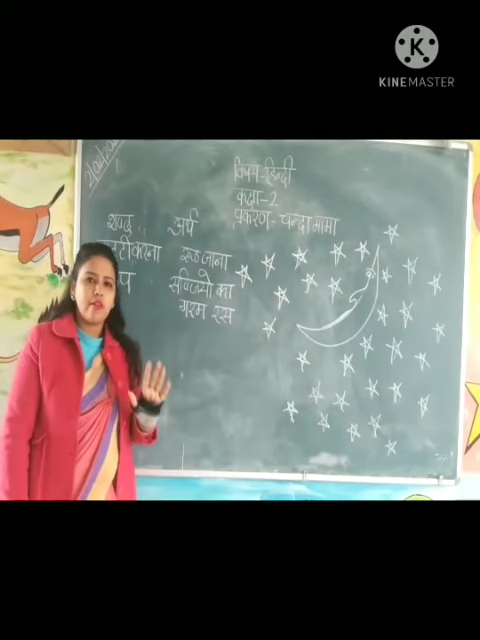 KINEMASTER
विषय-हिन्दी
कक्षा-2
प्रकरण- चन्दा मामा
शब्द अर्थ
रूठ जाना
सब्जियो का
गरम रस